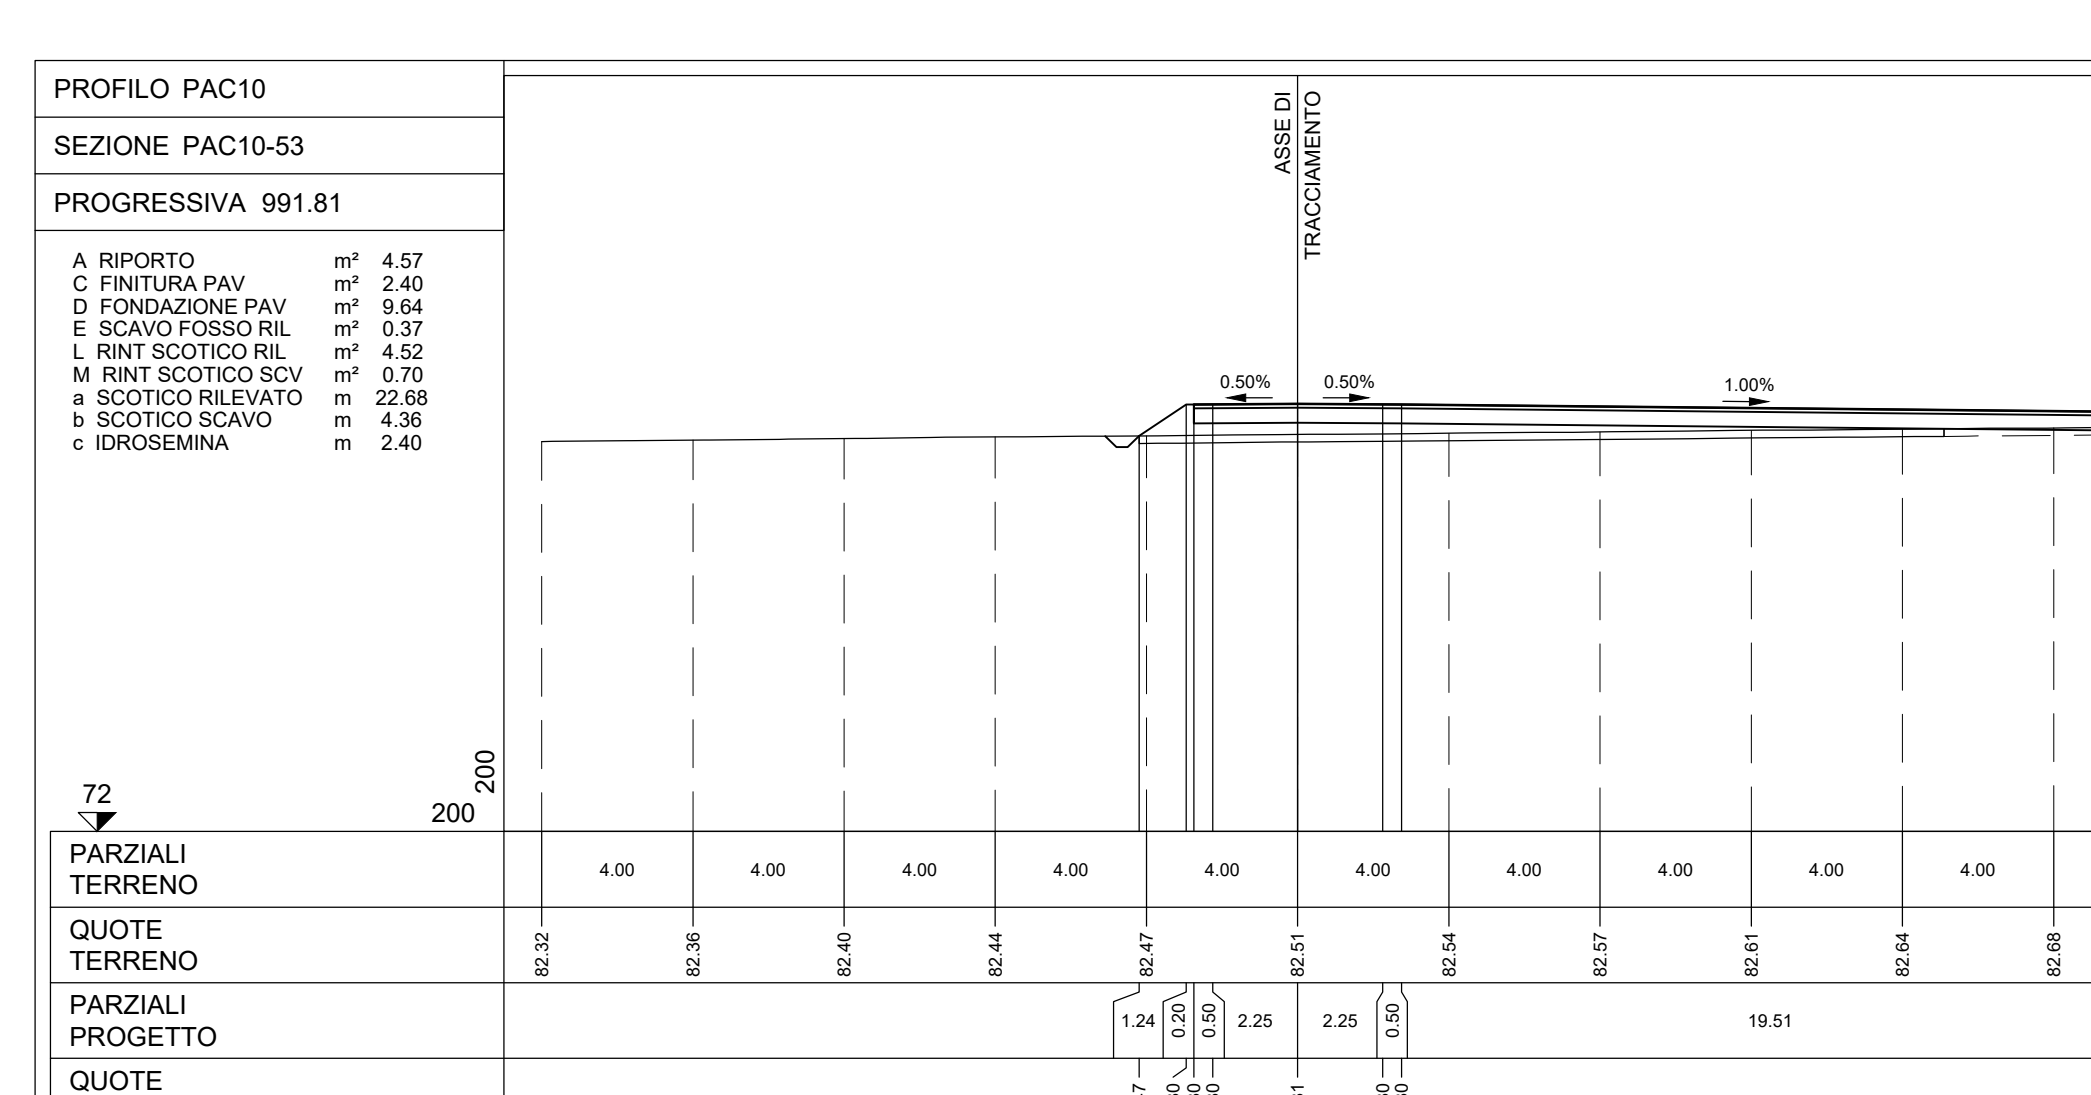 PROFILO PAC10
SEZIONE PAC10-53
PROGRESSIVA 991.81
A RIPORTO m² 4.57
C FINITURA PAV m² 2.40
D FONDAZIONE PAV m² 9.64
E SCAVO FOSSO RIL m² 0.37
L RINT SCOTICO RIL m² 4.52
M RINT SCOTICO SCV m² 0.70
a SCOTICO RILEVATO m 22.68
b SCOTICO SCAVO m 4.36
c IDROSEMINA m 2.40
ASSE DI
TRACCIAMENTO
0.50% 0.50% 1.00%
72
200
200
PARZIALI
TERRENO
4.00 4.00 4.00 4.00 4.00 4.00 4.00 4.00 4.00 4.00
QUOTE
TERRENO
82.32 82.36 82.40 82.44 82.47 82.51 82.54 82.57 82.61 82.64 82.68
PARZIALI
PROGETTO
1.24 0.20 0.50 2.25 2.25 0.50 19.51
QUOTE